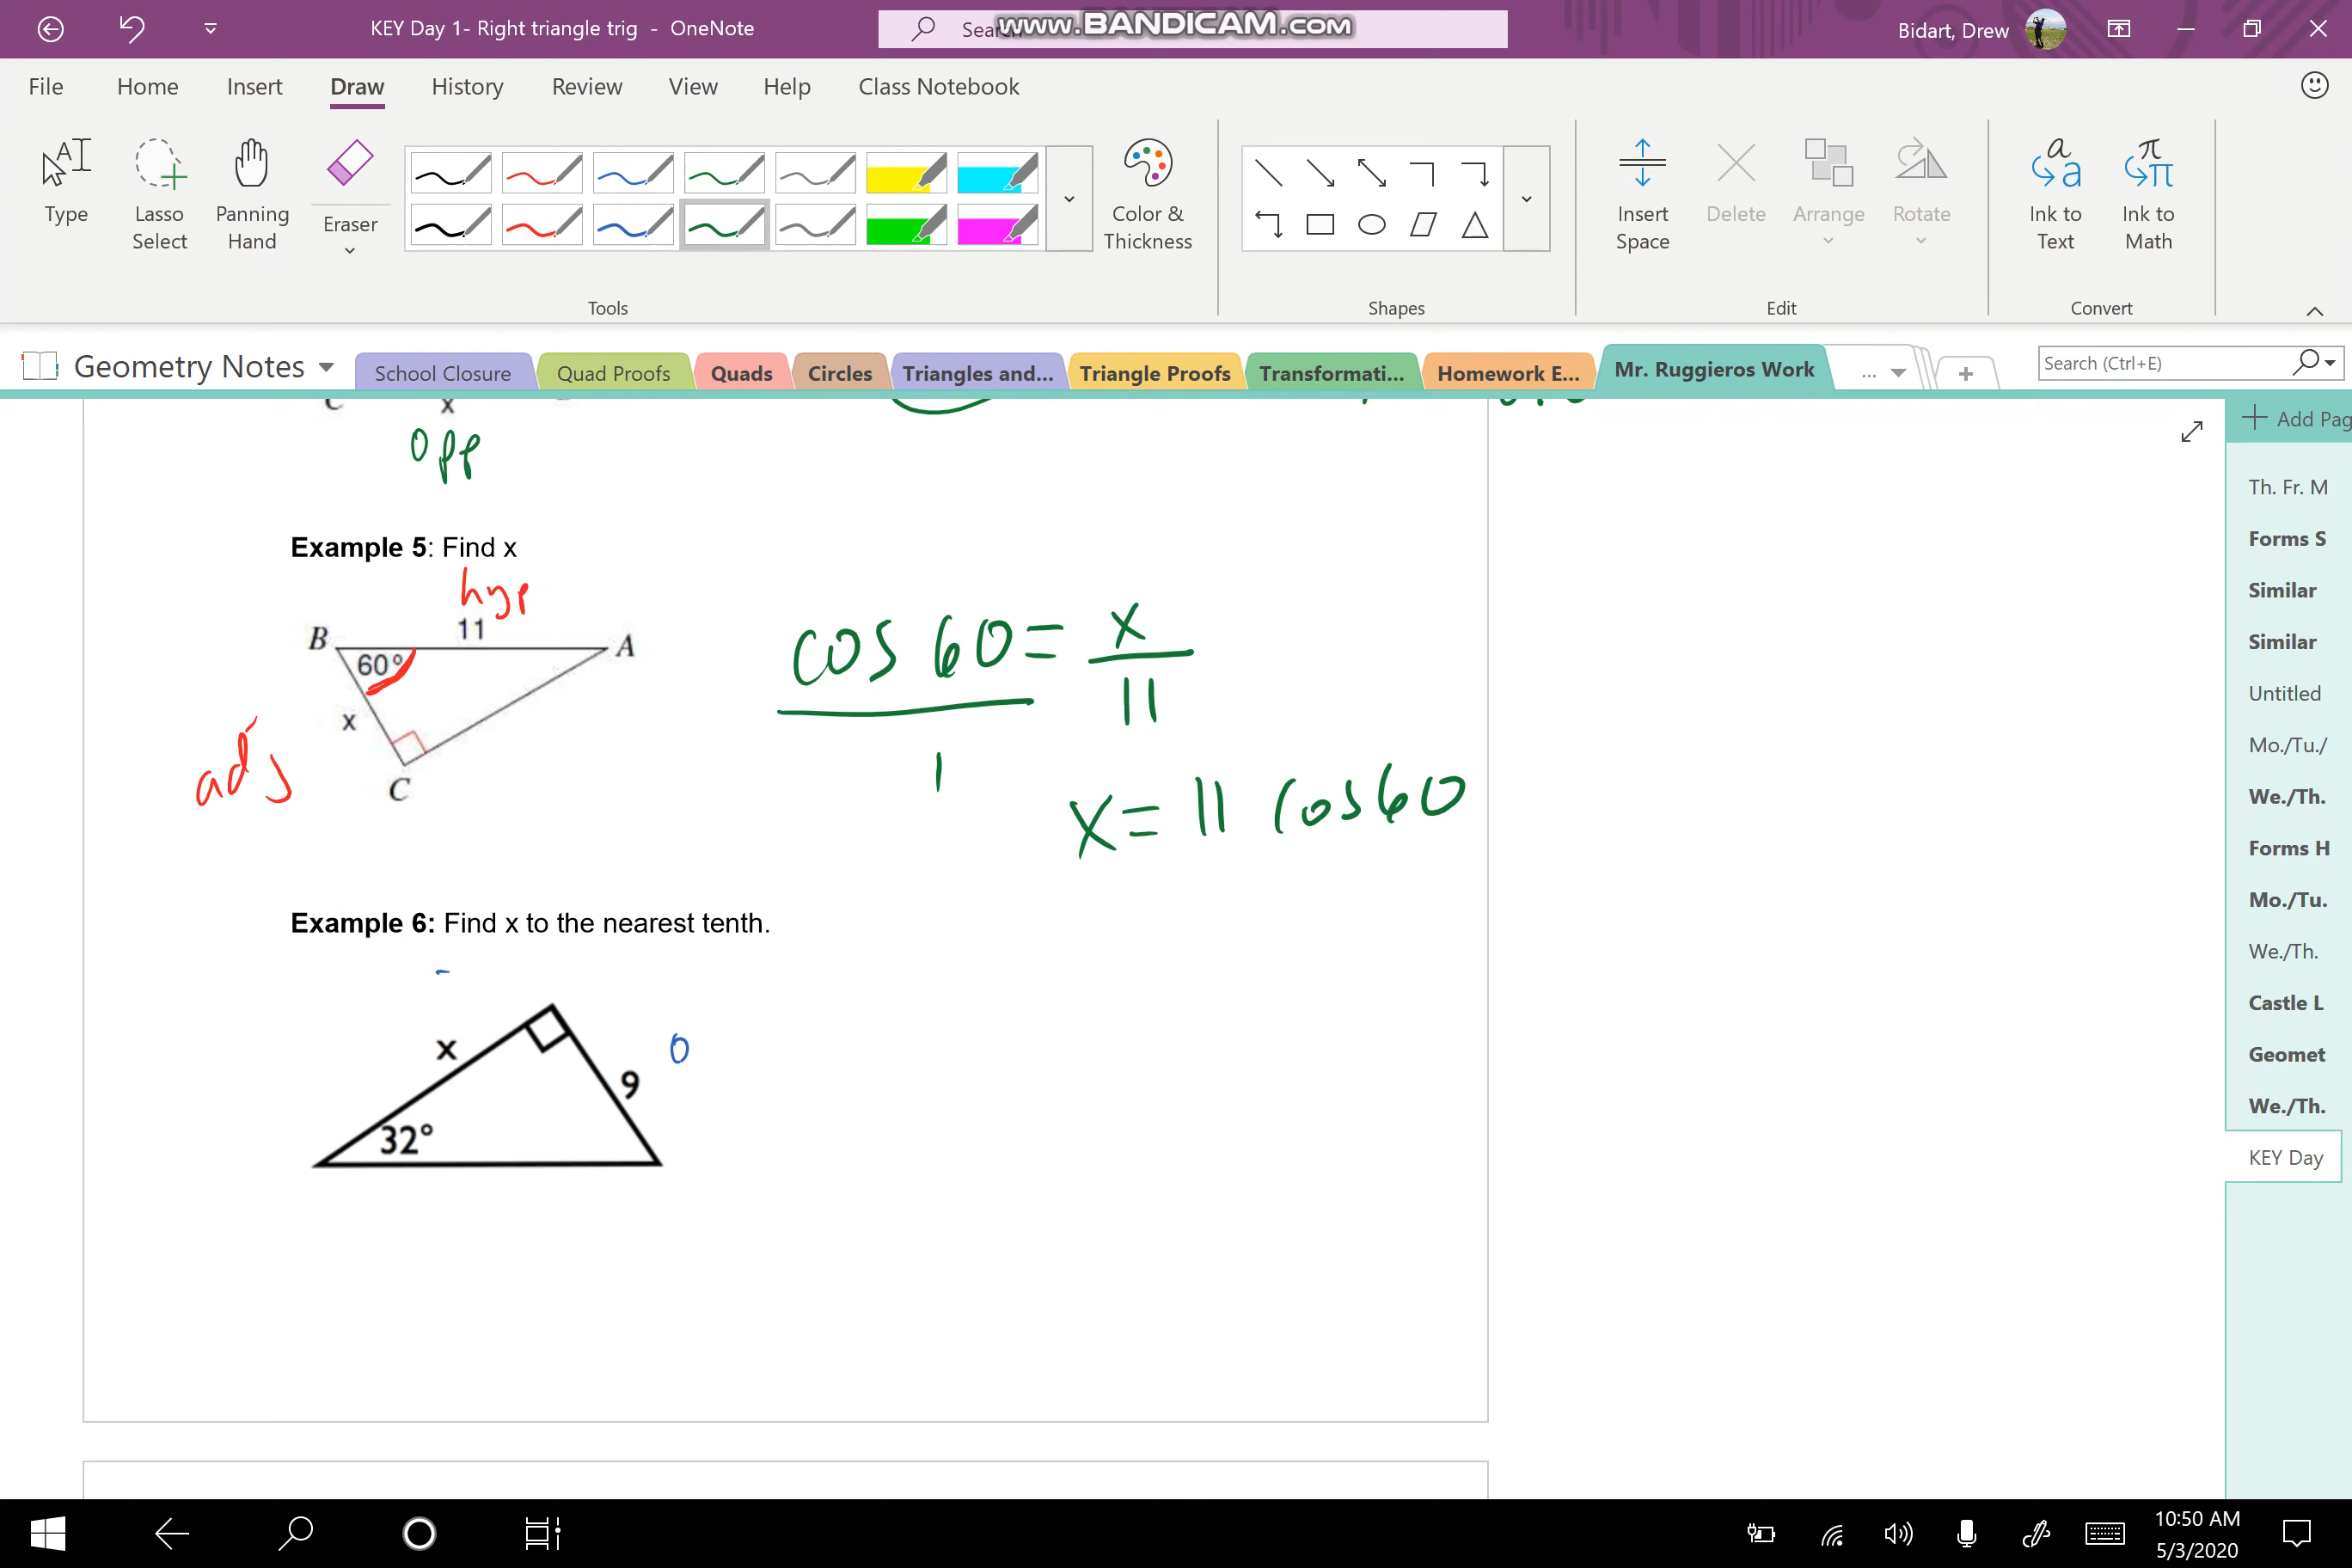 KEY Day 1- Right triangle trig - OneNote
www.BANDICAM.com
Bidart, Drew
File Home Insert Draw History Review View Help Class Notebook
Type
Lasso Select
Panning Hand
Eraser
Color & Thickness
Insert Space
Delete
Arrange
Rotate
Ink to Text
Ink to Math
Tools Shapes Edit Convert
Geometry Notes
School Closure Quad Proofs Quads Circles Triangles and... Triangle Proofs Transformati... Homework E... Mr. Ruggieros Work ...
Search (Ctrl+E)
Add Pag
x
opp
Example 5: Find x
hyp
11
B
A
60°
x
adj
C
cos 60 = x
11
1
x = 11 cos 60
Example 6: Find x to the nearest tenth.
x
9
0
32°
Th. Fr. M
Forms S
Similar
Similar
Untitled
Mo./Tu./
We./Th.
Forms H
Mo./Tu.
We./Th.
Castle L
Geomet
We./Th.
KEY Day
10:50 AM
5/3/2020